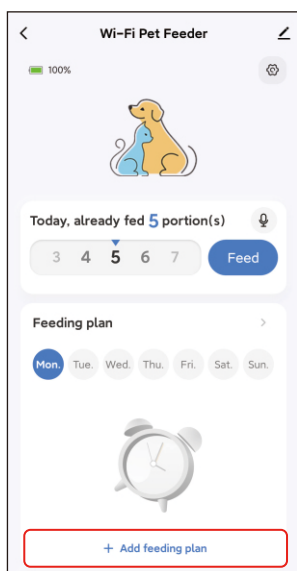 Wi-Fi Pet Feeder
100%
Today, already fed 5 portion(s)
3 4 5 6 7 Feed
Feeding plan
Mon. Tue. Wed. Thu. Fri. Sat. Sun.
+ Add feeding plan